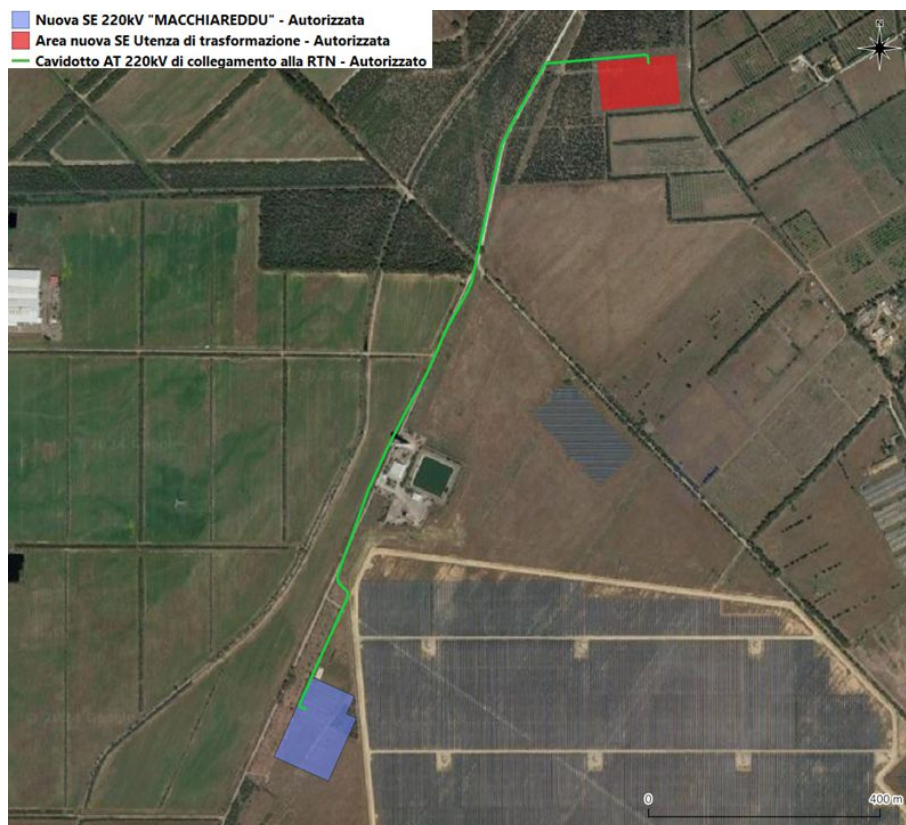 Nuova SE 220kV "MACCHIAREDDU" - Autorizzata
Area nuova SE Utenza di trasformazione - Autorizzata
Cavidotto AT 220kV di collegamento alla RTN - Autorizzato
N
0 400 m